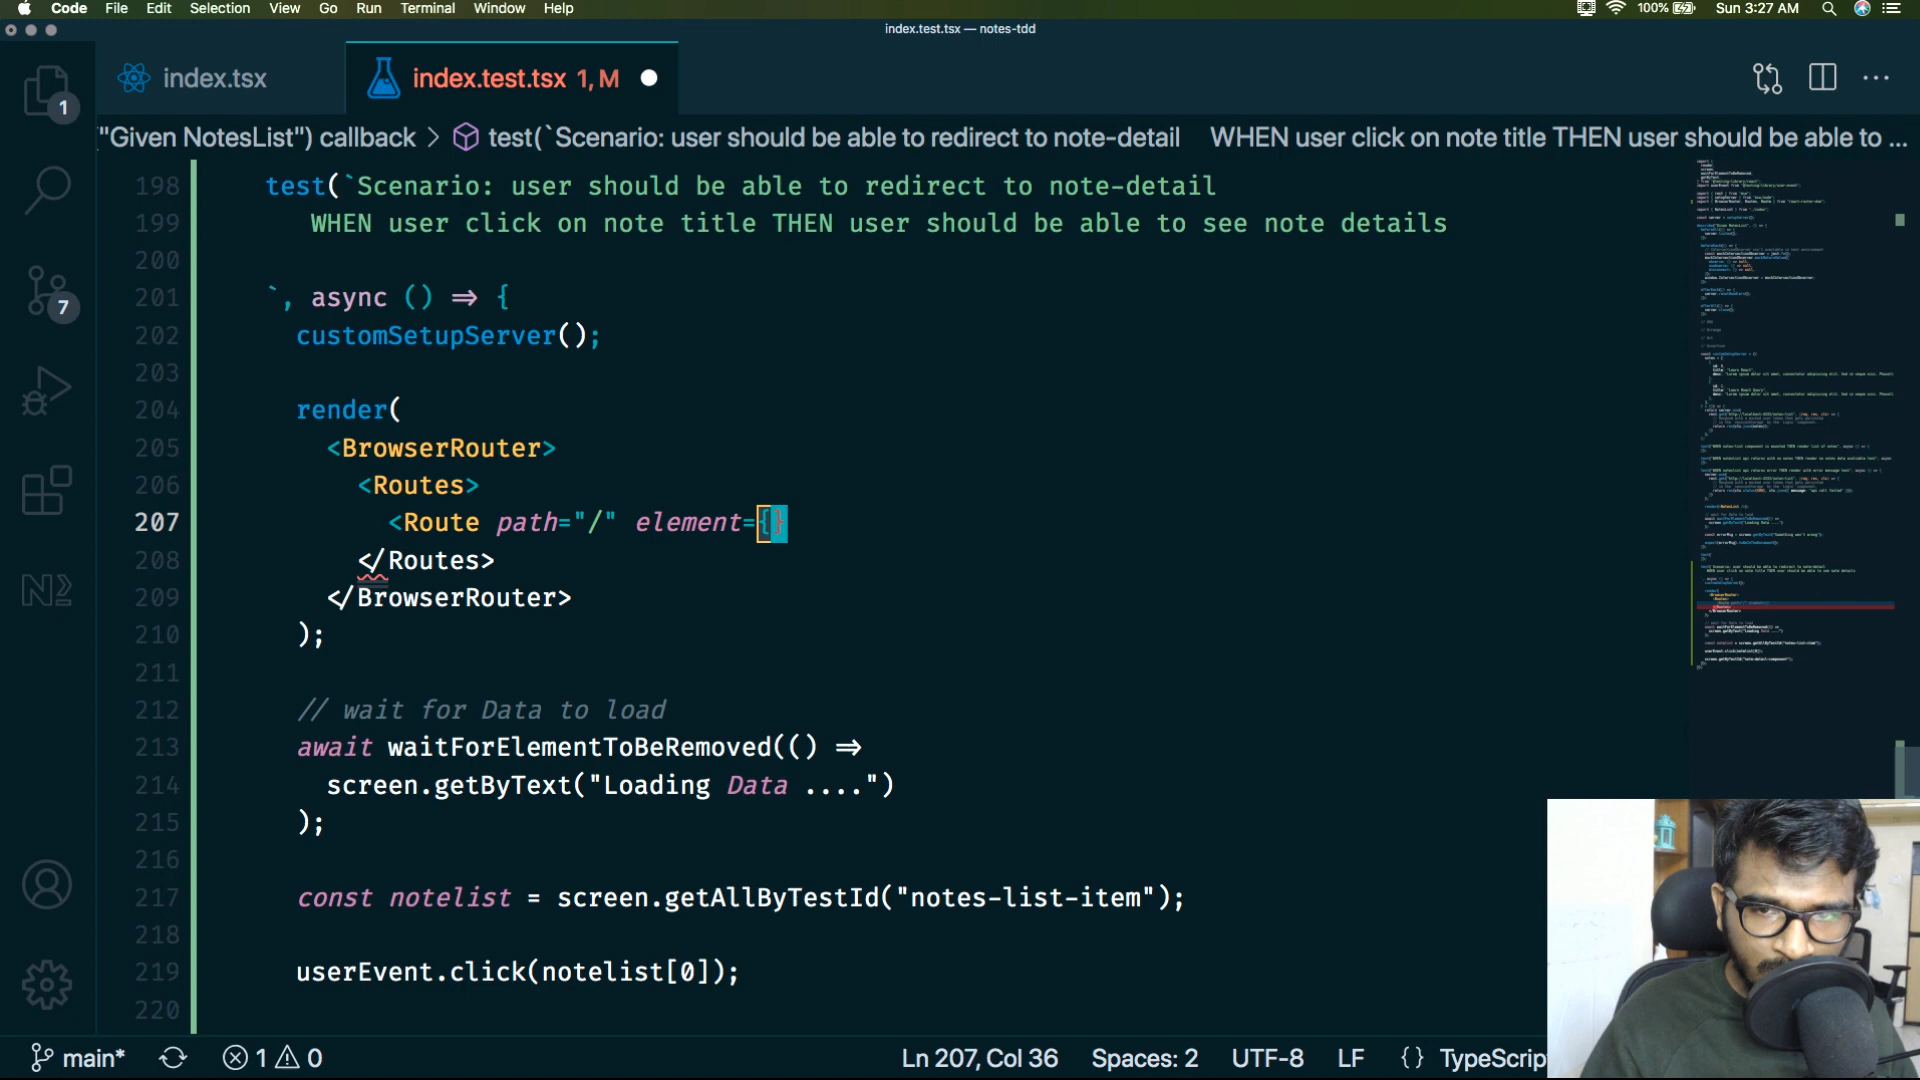 Code File Edit Selection View Go Run Terminal Window Help 100% Sun 3:27 AM
index.test.tsx — notes-tdd
index.tsx index.test.tsx 1, M
1
("Given NotesList") callback > test(`Scenario: user should be able to redirect to note-detail WHEN user click on note title THEN user should be able to ...
198 test(`Scenario: user should be able to redirect to note-detail
199 WHEN user click on note title THEN user should be able to see note details
200
201 `, async () => {
7
202 customSetupServer();
203
204 render(
205 <BrowserRouter>
206 <Routes>
207 <Route path="/" element={}
208 </Routes>
209 </BrowserRouter>
210 );
211
212 // wait for Data to load
213 await waitForElementToBeRemoved(() =>
214 screen.getByText("Loading Data ....")
215 );
216
217 const notelist = screen.getAllByTestId("notes-list-item");
218
219 userEvent.click(notelist[0]);
220
main* 1 0 Ln 207, Col 36 Spaces: 2 UTF-8 LF {} TypeScrip